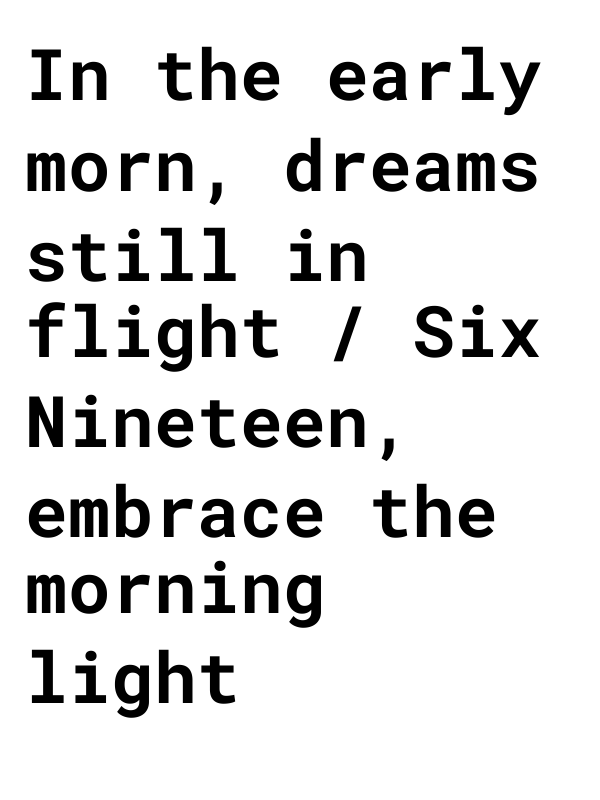 In the early
morn, dreams
still in
flight / Six
Nineteen,
embrace the
morning
light